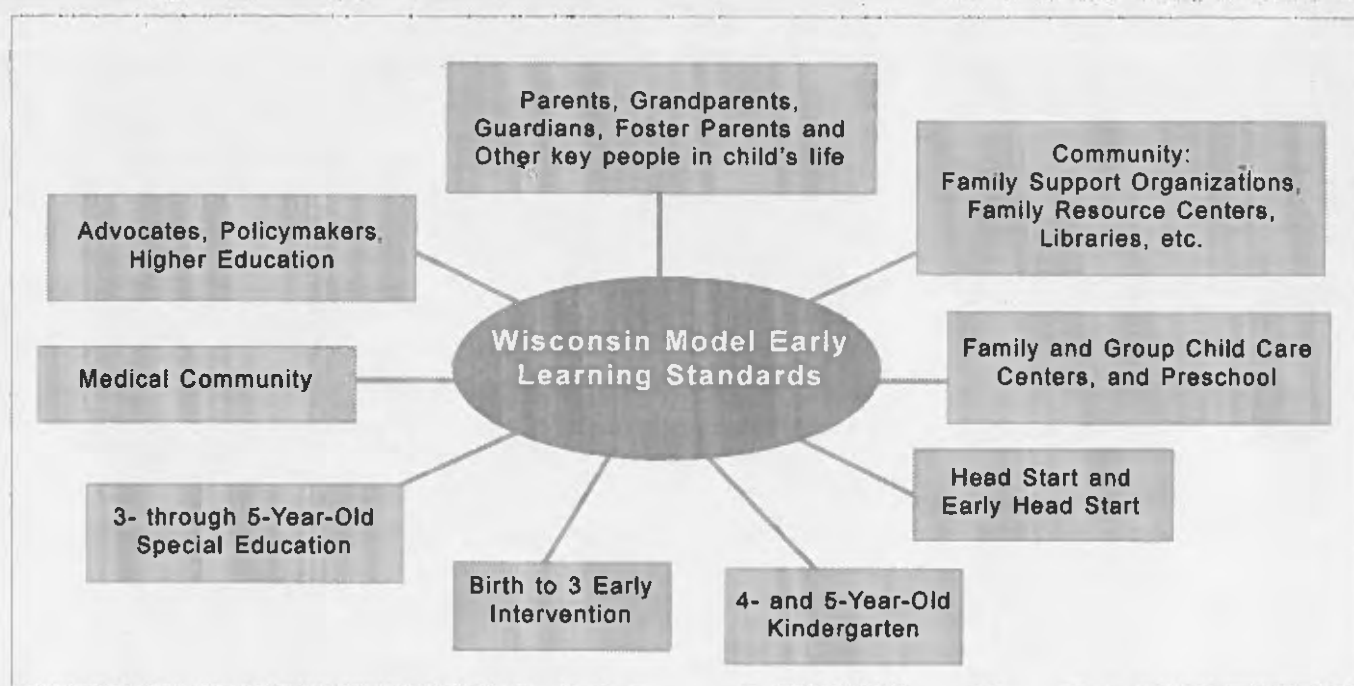 Parents, Grandparents,
Guardians, Foster Parents and
Other key people in child's life
Community:
Family Support Organizations,
Family Resource Centers,
Libraries, etc.
Advocates, Policymakers,
Higher Education
Wisconsin Model Early
Learning Standards
Family and Group Child Care
Centers, and Preschool
Medical Community
Head Start and
Early Head Start
3- through 5-Year-Old
Special Education
Birth to 3 Early
Intervention
4- and 5-Year-Old
Kindergarten